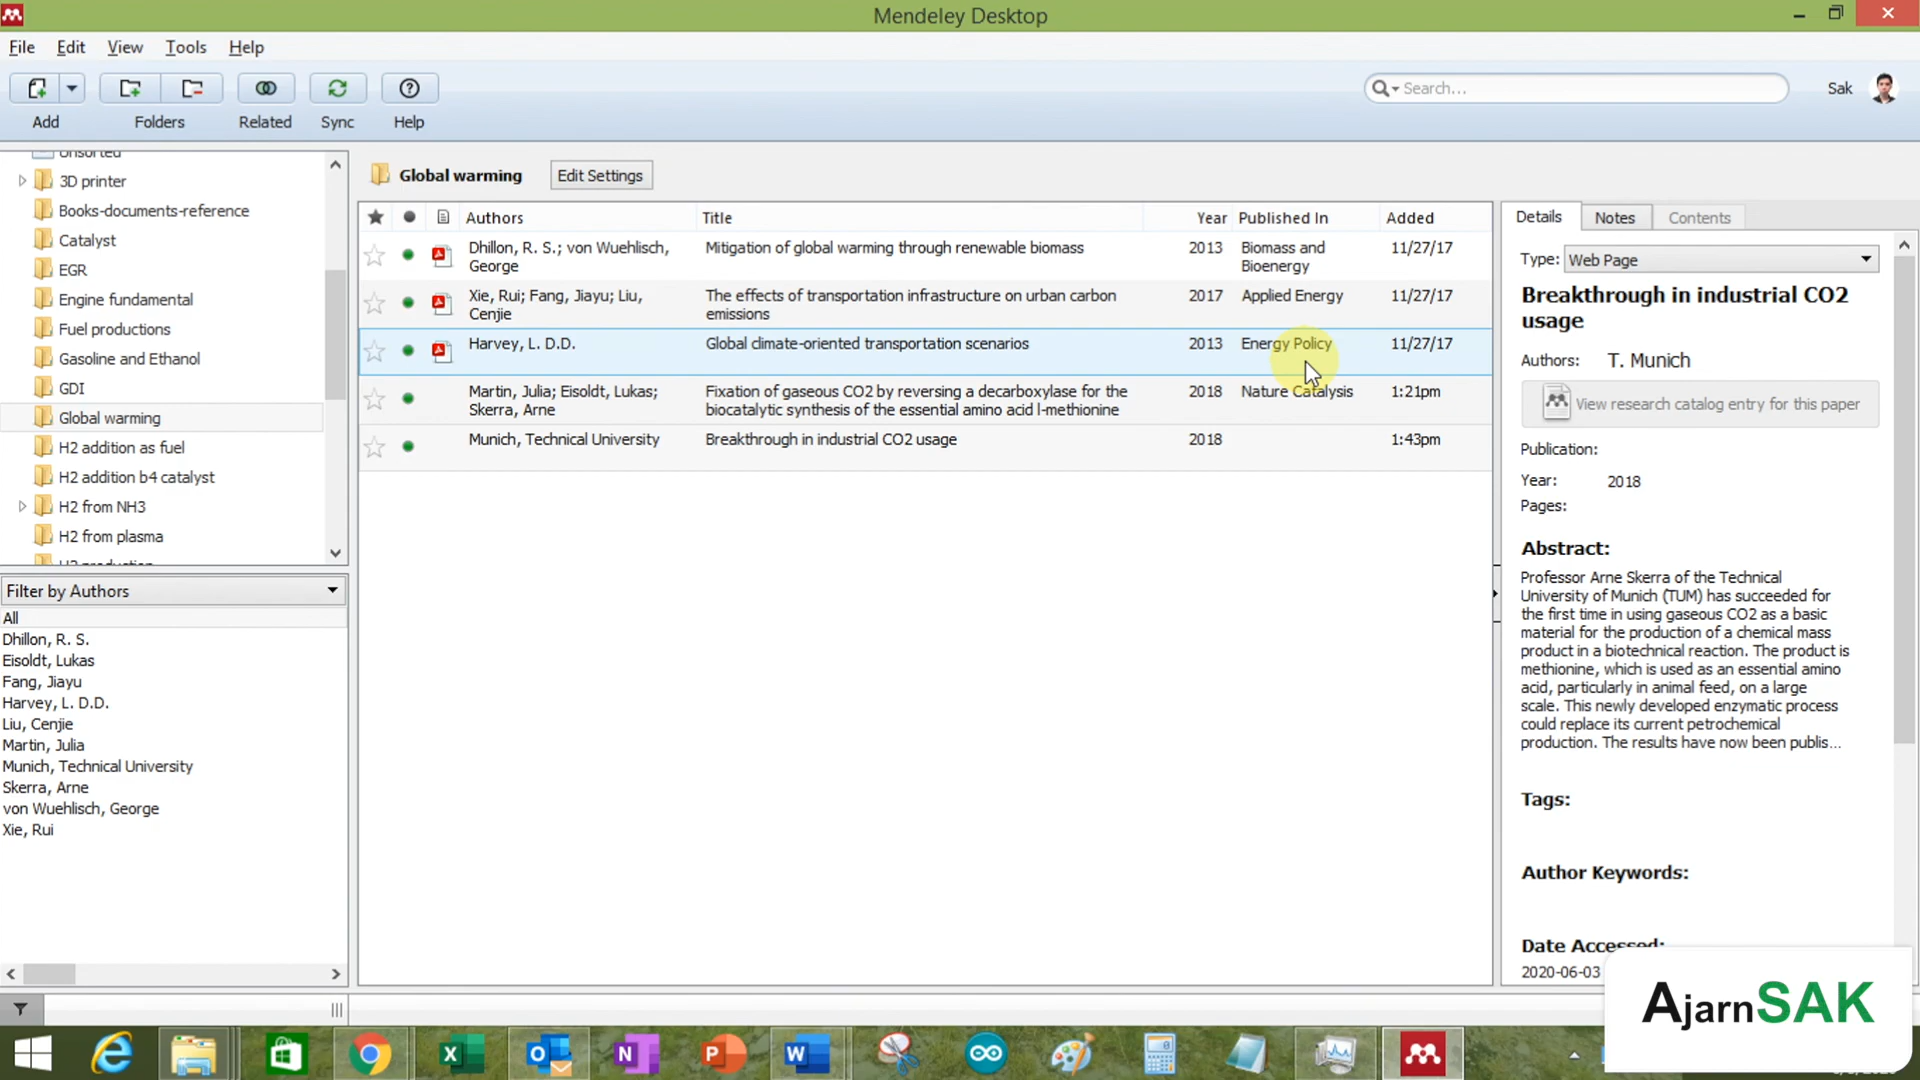 Mendeley Desktop
File Edit View Tools Help
Search...
Sak
Add Folders Related Sync Help
Unsorted
3D printer
Books-documents-reference
Catalyst
EGR
Engine fundamental
Fuel productions
Gasoline and Ethanol
GDI
Global warming
H2 addition as fuel
H2 addition b4 catalyst
H2 from NH3
H2 from plasma
H2 production
Filter by Authors
All
Dhillon, R. S.
Eisoldt, Lukas
Fang, Jiayu
Harvey, L. D.D.
Liu, Cenjie
Martin, Julia
Munich, Technical University
Skerra, Arne
von Wuehlisch, George
Xie, Rui
Global warming Edit Settings
Authors Title Year Published In Added
Dhillon, R. S.; von Wuehlisch, Mitigation of global warming through renewable biomass 2013 Biomass and 11/27/17
George Bioenergy
Xie, Rui; Fang, Jiayu; Liu, The effects of transportation infrastructure on urban carbon 2017 Applied Energy 11/27/17
Cenjie emissions
Harvey, L. D.D. Global climate-oriented transportation scenarios 2013 Energy Policy 11/27/17
Martin, Julia; Eisoldt, Lukas; Fixation of gaseous CO2 by reversing a decarboxylase for the 2018 Nature Catalysis 1:21pm
Skerra, Arne biocatalytic synthesis of the essential amino acid l-methionine
Munich, Technical University Breakthrough in industrial CO2 usage 2018 1:43pm
Details Notes Contents
Type: Web Page
Breakthrough in industrial CO2
usage
Authors: T. Munich
View research catalog entry for this paper
Publication:
Year: 2018
Pages:
Abstract:
Professor Arne Skerra of the Technical
University of Munich (TUM) has succeeded for
the first time in using gaseous CO2 as a basic
material for the production of a chemical mass
product in a biotechnical reaction. The product is
methionine, which is used as an essential amino
acid, particularly in animal feed, on a large
scale. This newly developed enzymatic process
could replace its current petrochemical
production. The results have now been publis...
Tags:
Author Keywords:
Date Accessed:
2020-06-03
AjarnSAK